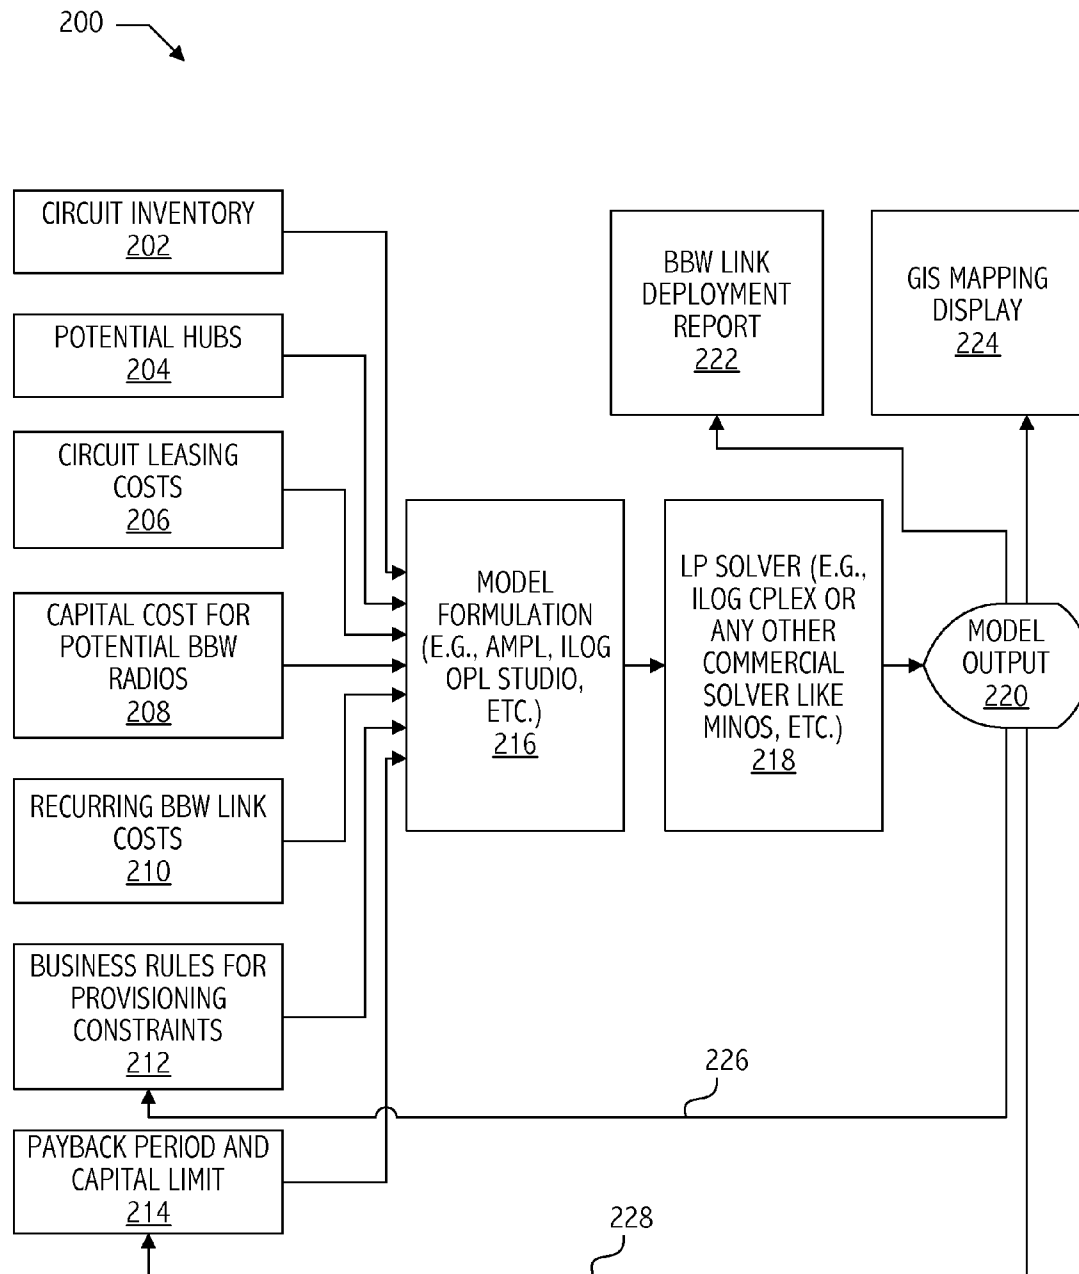 200
CIRCUIT INVENTORY
202
POTENTIAL HUBS
204
CIRCUIT LEASING
COSTS
206
CAPITAL COST FOR
POTENTIAL BBW
RADIOS
208
RECURRING BBW LINK
COSTS
210
BUSINESS RULES FOR
PROVISIONING
CONSTRAINTS
212
PAYBACK PERIOD AND
CAPITAL LIMIT
214
MODEL
FORMULATION
(E.G., AMPL, ILOG
OPL STUDIO,
ETC.)
216
LP SOLVER (E.G.,
ILOG CPLEX OR
ANY OTHER
COMMERCIAL
SOLVER LIKE
MINOS, ETC.)
218
MODEL
OUTPUT
220
BBW LINK
DEPLOYMENT
REPORT
222
GIS MAPPING
DISPLAY
224
226
228